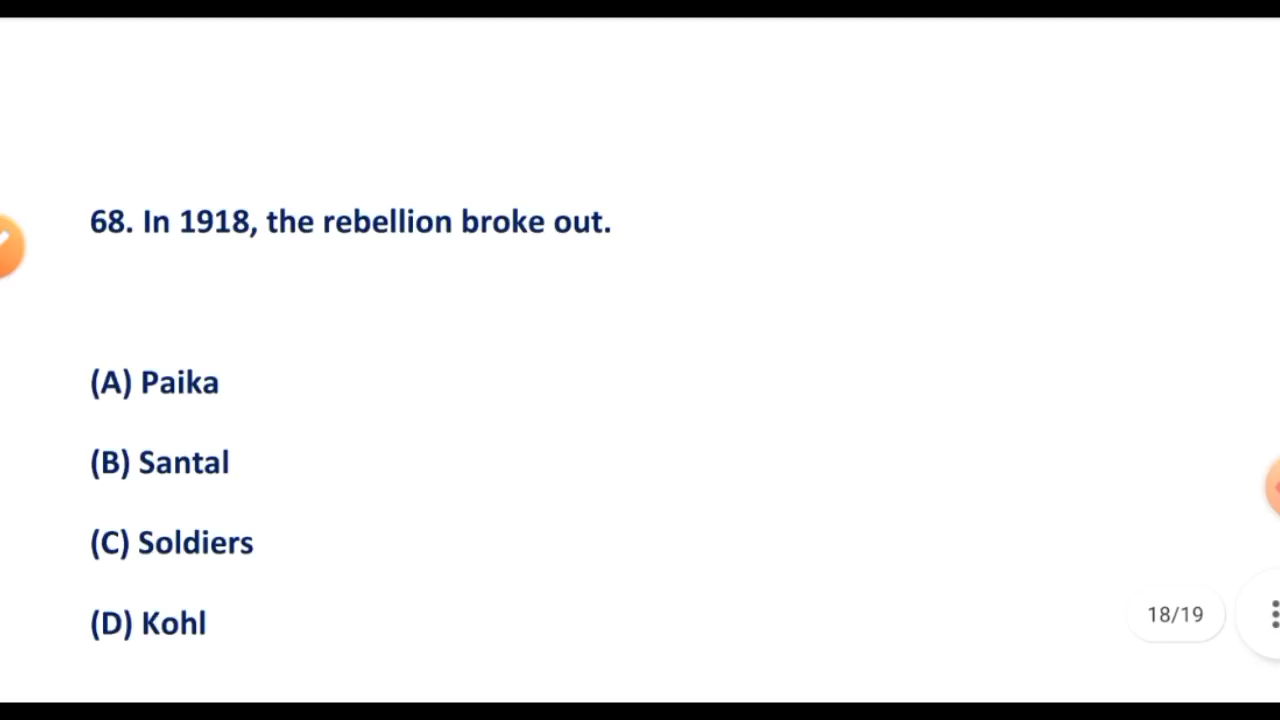 68. In 1918, the rebellion broke out.
(A) Paika
(B) Santal
(C) Soldiers
(D) Kohl
18/19